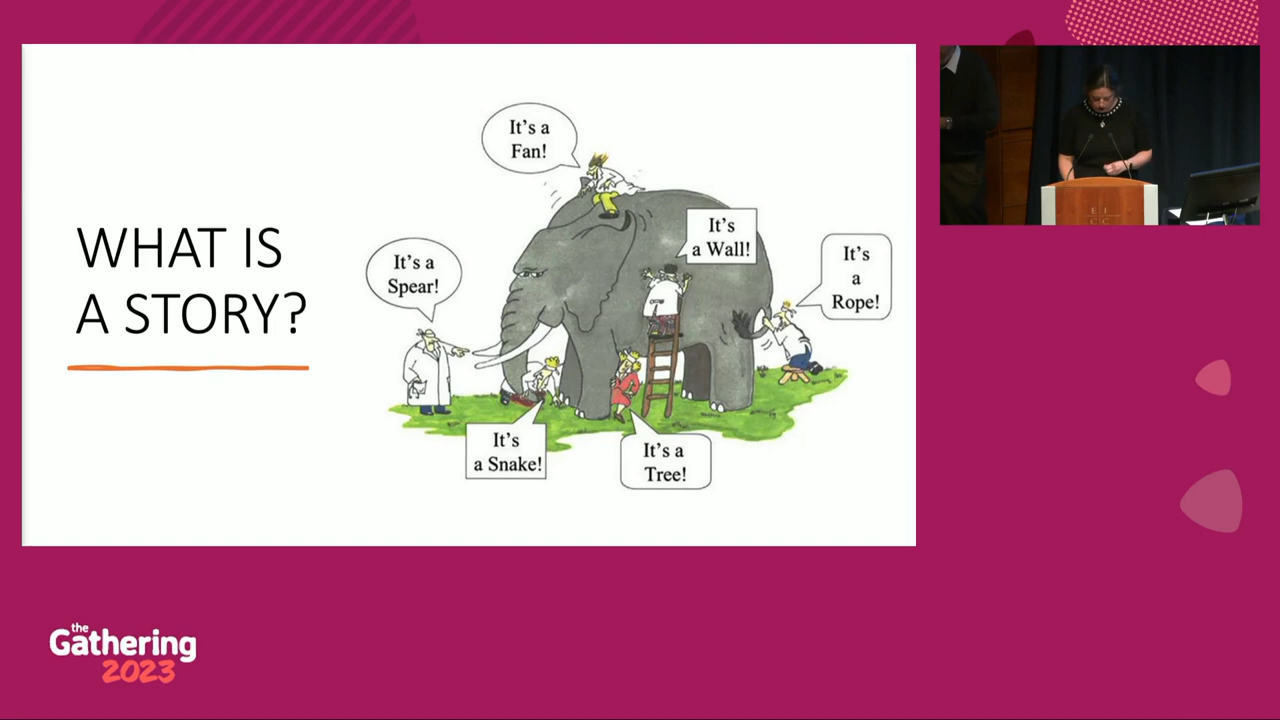 WHAT IS
A STORY?
It's a
Fan!
It's a
Spear!
It's
a Wall!
It's
a
Rope!
It's
a Snake!
It's a
Tree!
E I
C C
the
Gathering
2023